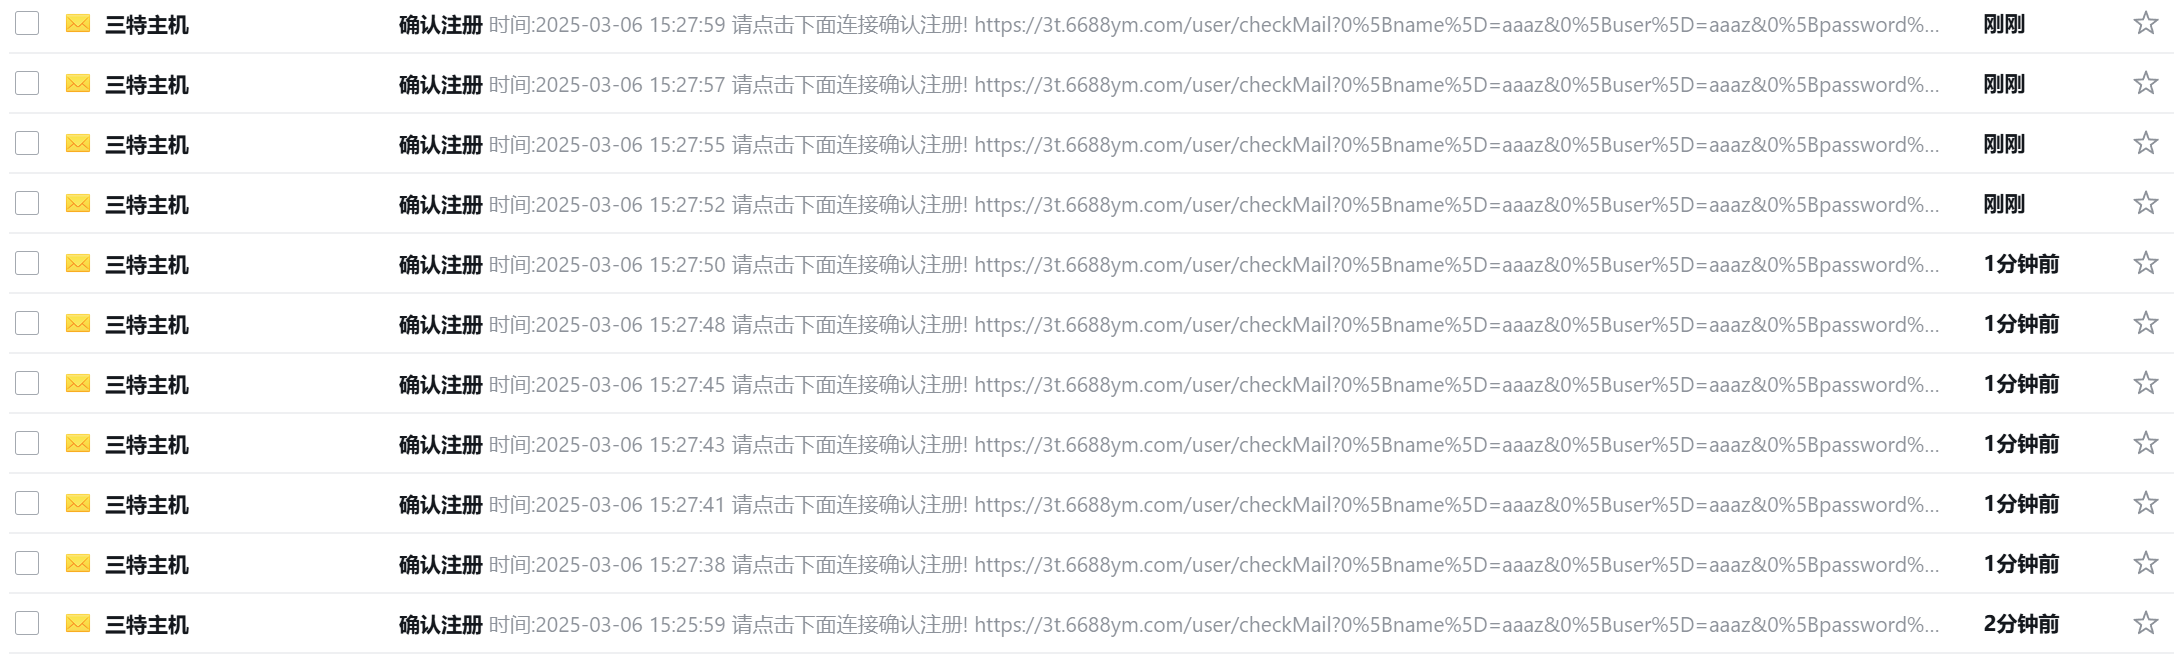 三特主机 确认注册 时间:2025-03-06 15:27:59 请点击下面连接确认注册! https://3t.6688ym.com/user/checkMail?0%5Bname%5D=aaaz&0%5Buser%5D=aaaz&0%5Bpassword%... 刚刚
三特主机 确认注册 时间:2025-03-06 15:27:57 请点击下面连接确认注册! https://3t.6688ym.com/user/checkMail?0%5Bname%5D=aaaz&0%5Buser%5D=aaaz&0%5Bpassword%... 刚刚
三特主机 确认注册 时间:2025-03-06 15:27:55 请点击下面连接确认注册! https://3t.6688ym.com/user/checkMail?0%5Bname%5D=aaaz&0%5Buser%5D=aaaz&0%5Bpassword%... 刚刚
三特主机 确认注册 时间:2025-03-06 15:27:52 请点击下面连接确认注册! https://3t.6688ym.com/user/checkMail?0%5Bname%5D=aaaz&0%5Buser%5D=aaaz&0%5Bpassword%... 刚刚
三特主机 确认注册 时间:2025-03-06 15:27:50 请点击下面连接确认注册! https://3t.6688ym.com/user/checkMail?0%5Bname%5D=aaaz&0%5Buser%5D=aaaz&0%5Bpassword%... 1分钟前
三特主机 确认注册 时间:2025-03-06 15:27:48 请点击下面连接确认注册! https://3t.6688ym.com/user/checkMail?0%5Bname%5D=aaaz&0%5Buser%5D=aaaz&0%5Bpassword%... 1分钟前
三特主机 确认注册 时间:2025-03-06 15:27:45 请点击下面连接确认注册! https://3t.6688ym.com/user/checkMail?0%5Bname%5D=aaaz&0%5Buser%5D=aaaz&0%5Bpassword%... 1分钟前
三特主机 确认注册 时间:2025-03-06 15:27:43 请点击下面连接确认注册! https://3t.6688ym.com/user/checkMail?0%5Bname%5D=aaaz&0%5Buser%5D=aaaz&0%5Bpassword%... 1分钟前
三特主机 确认注册 时间:2025-03-06 15:27:41 请点击下面连接确认注册! https://3t.6688ym.com/user/checkMail?0%5Bname%5D=aaaz&0%5Buser%5D=aaaz&0%5Bpassword%... 1分钟前
三特主机 确认注册 时间:2025-03-06 15:27:38 请点击下面连接确认注册! https://3t.6688ym.com/user/checkMail?0%5Bname%5D=aaaz&0%5Buser%5D=aaaz&0%5Bpassword%... 1分钟前
三特主机 确认注册 时间:2025-03-06 15:25:59 请点击下面连接确认注册! https://3t.6688ym.com/user/checkMail?0%5Bname%5D=aaaz&0%5Buser%5D=aaaz&0%5Bpassword%... 2分钟前